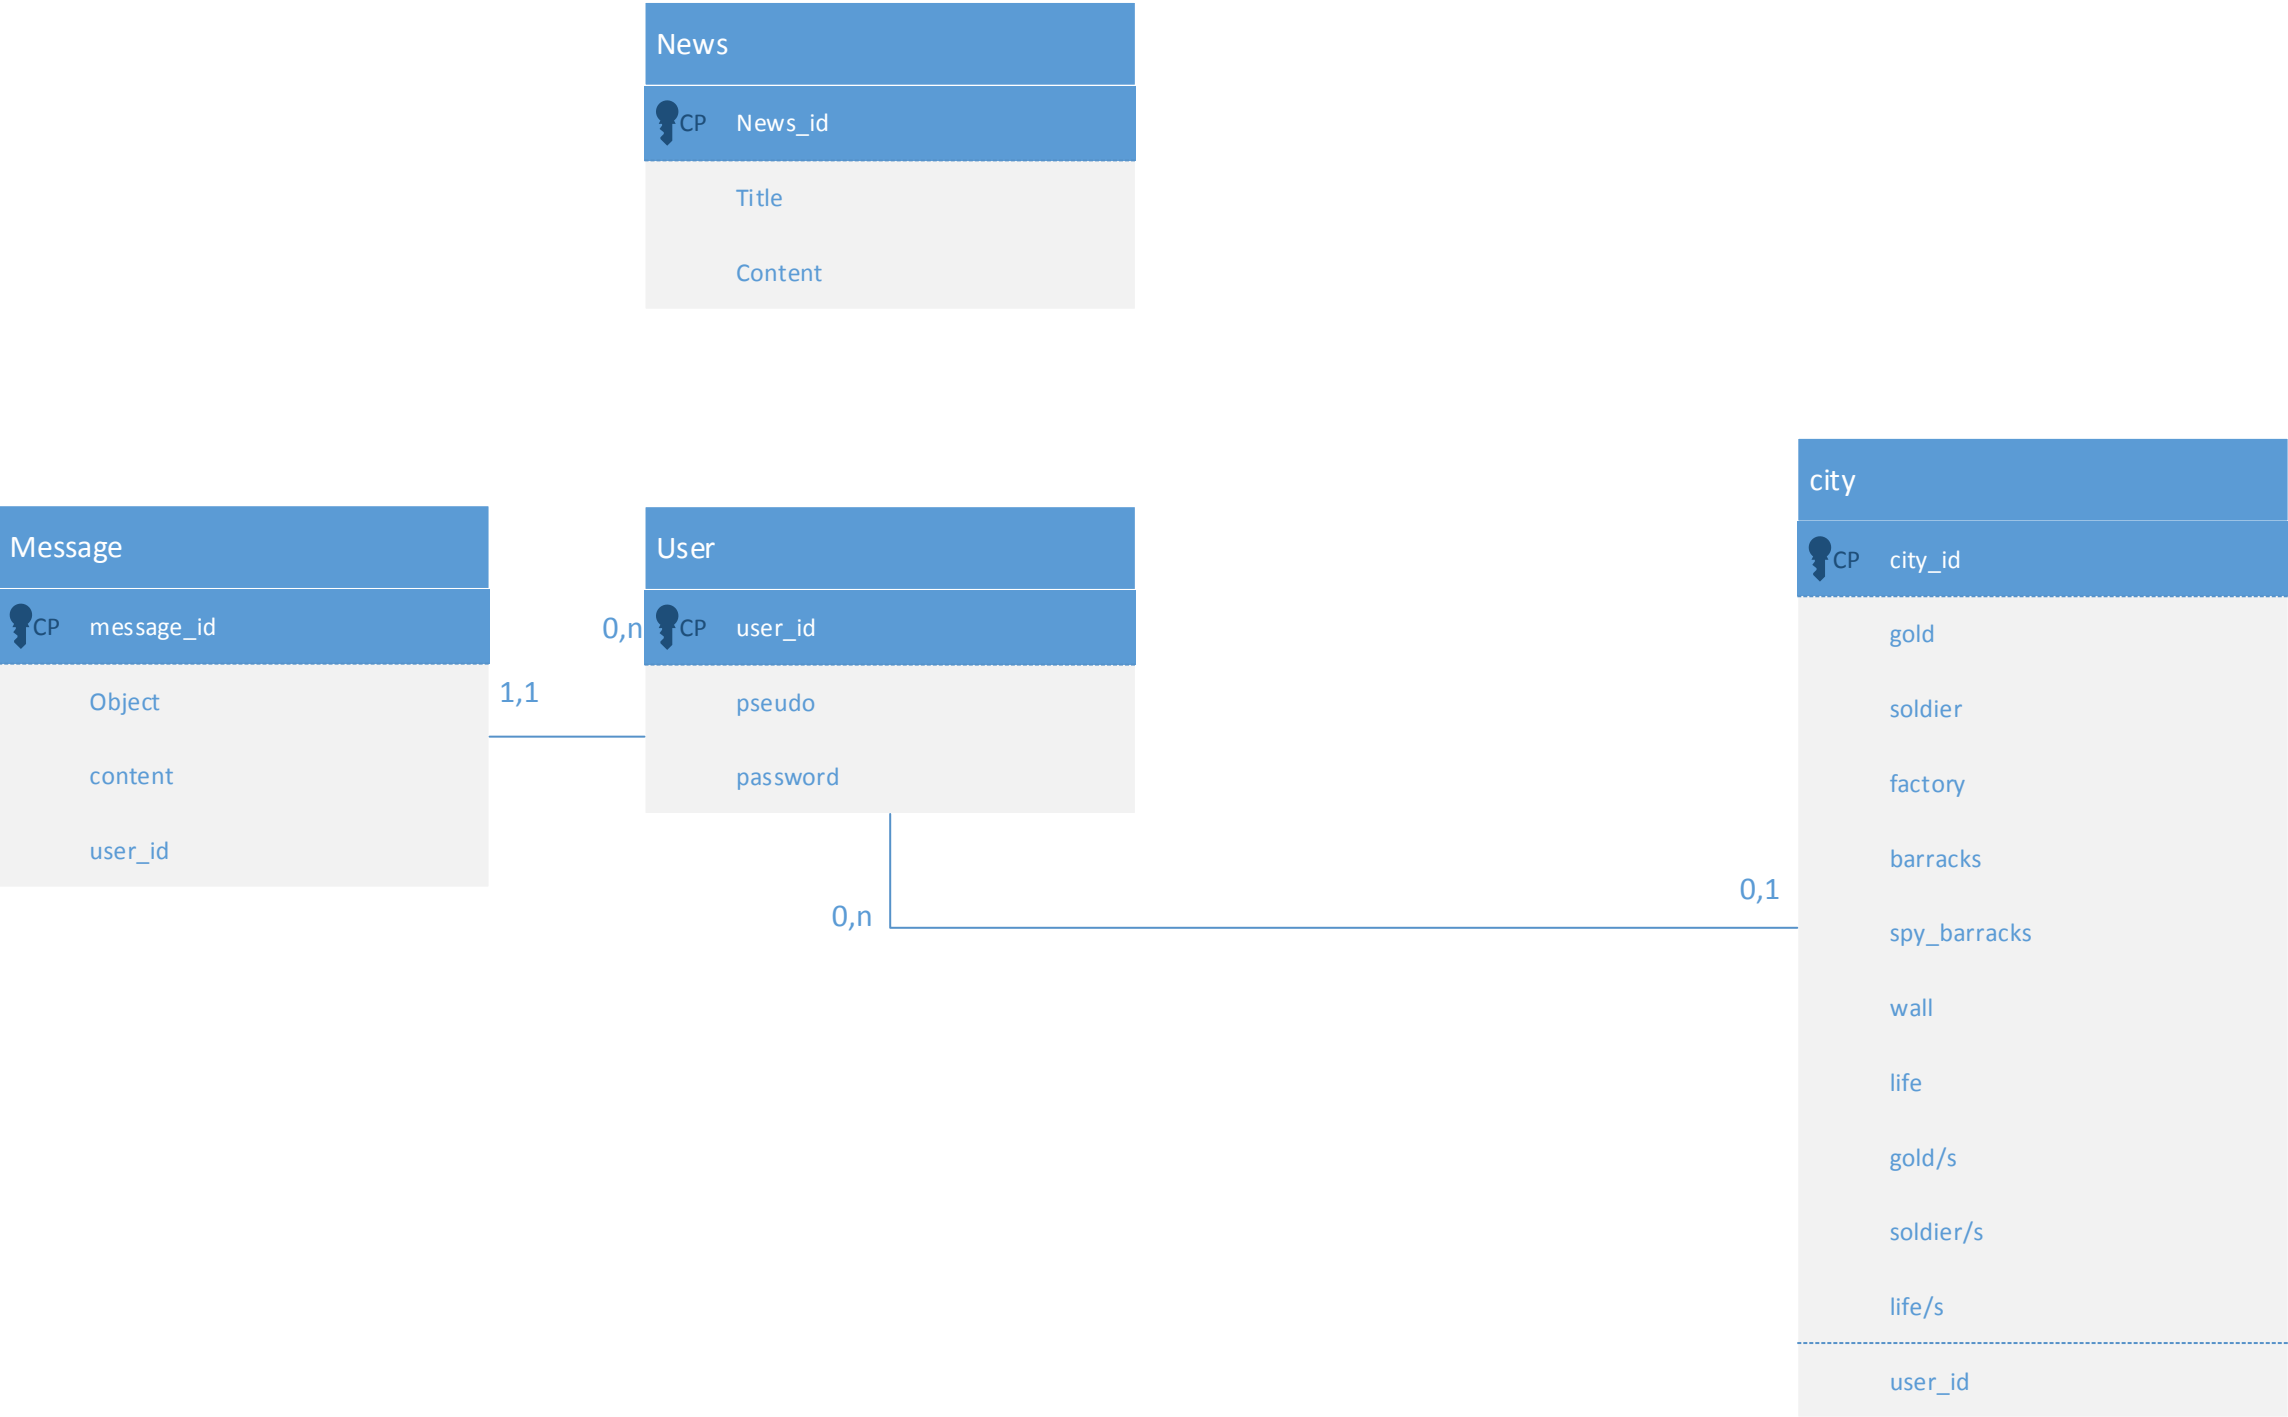 News
CP News_id
Title
Content
Message
CP message_id
Object
content
user_id
1,1
0,n
User
CP user_id
pseudo
password
0,n
0,1
city
CP city_id
gold
soldier
factory
barracks
spy_barracks
wall
life
gold/s
soldier/s
life/s
user_id